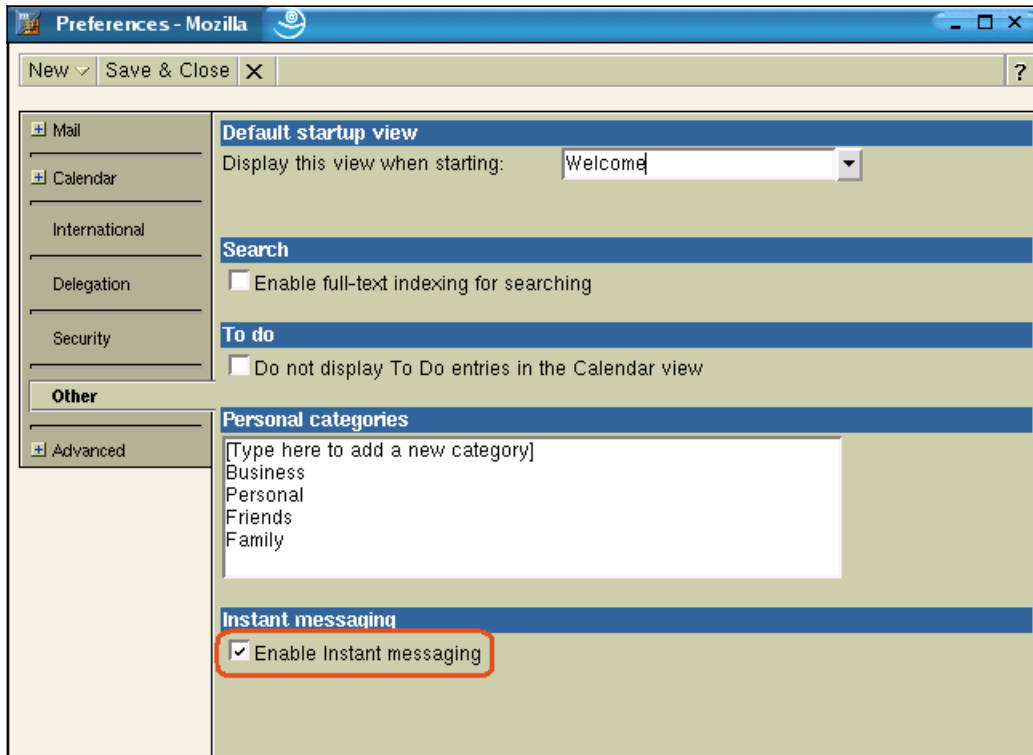 Preferences - Mozilla
New Save & Close X ?
Mail
Calendar
International
Delegation
Security
Other
Advanced
Default startup view
Display this view when starting: Welcome
Search
Enable full-text indexing for searching
To do
Do not display To Do entries in the Calendar view
Personal categories
[Type here to add a new category]
Business
Personal
Friends
Family
Instant messaging
Enable Instant messaging